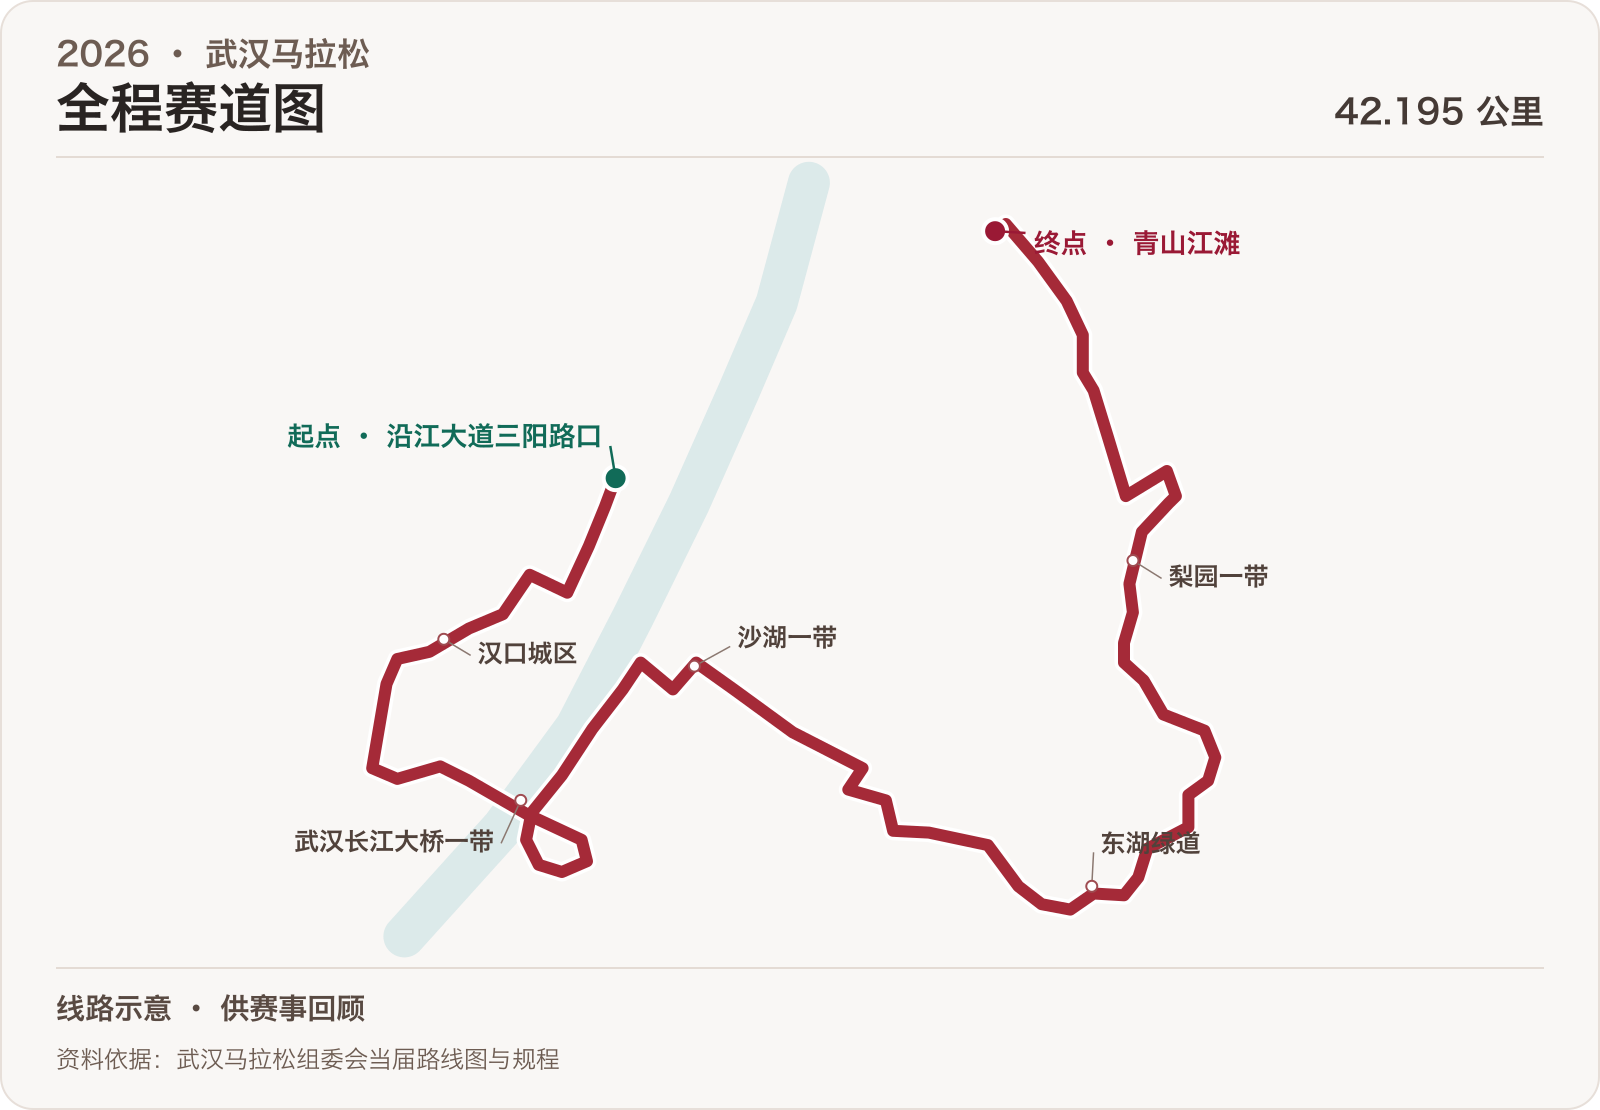 2026 · 武汉马拉松
全程赛道图
42.195 公里
终点 · 青山江滩
起点 · 沿江大道三阳路口
梨园一带
沙湖一带
汉口城区
武汉长江大桥一带
东湖绿道
线路示意 · 供赛事回顾
资料依据：武汉马拉松组委会当届路线图与规程